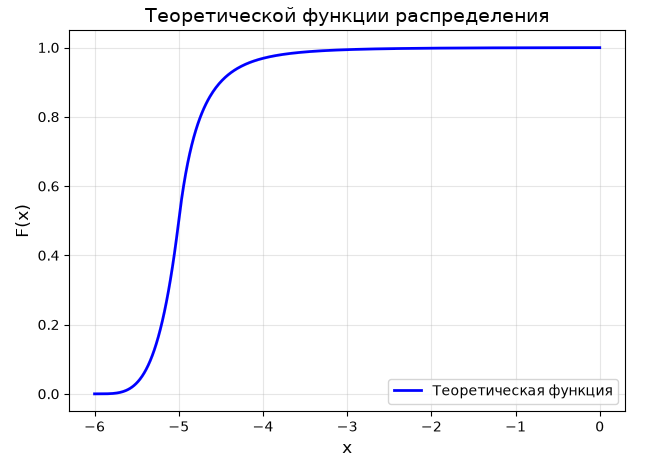 Теоретической функции распределения
1.0
0.8
0.6
0.4
0.2
0.0
F(x)
Теоретическая функция
−6 −5 −4 −3 −2 −1 0
x